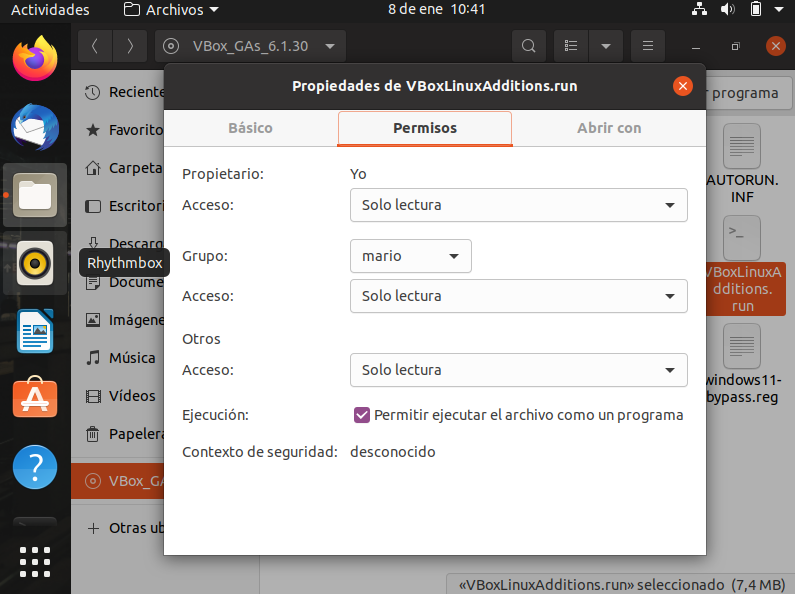 Actividades Archivos 8 de ene 10:41
VBox_GAs_6.1.30
Propiedades de VBoxLinuxAdditions.run
Básico Permisos Abrir con
Propietario: Yo
Acceso: Solo lectura
Grupo: mario
Acceso: Solo lectura
Otros
Acceso: Solo lectura
Ejecución: Permitir ejecutar el archivo como un programa
Contexto de seguridad: desconocido
Reciente
Favorito
Carpeta
Escritori
Descarg
Docume
Imágene
Música
Vídeos
Papelera
VBox_GA
Otras ub
Rhythmbox
r programa
AUTORUN.
INF
VBoxLinuxA
dditions.
run
windows11-
bypass.reg
«VBoxLinuxAdditions.run» seleccionado (7,4 MB)